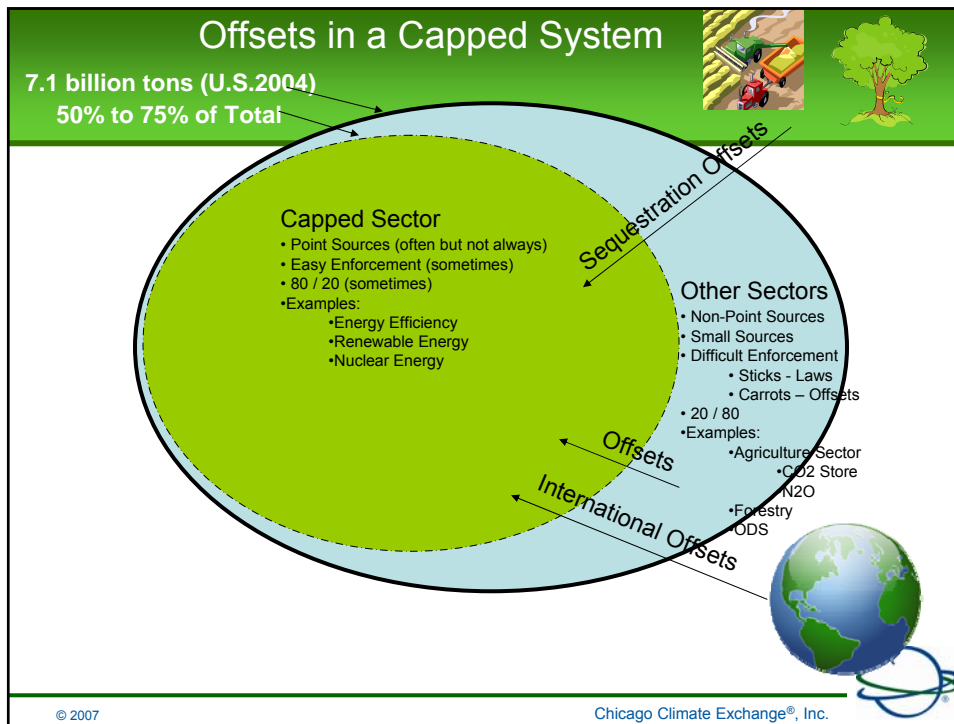 Offsets in a Capped System
7.1 billion tons (U.S.2004)
50% to 75% of Total
Sequestration Offsets
Capped Sector
• Point Sources (often but not always)
• Easy Enforcement (sometimes)
• 80 / 20 (sometimes)
•Examples:
•Energy Efficiency
•Renewable Energy
•Nuclear Energy
Other Sectors
• Non-Point Sources
• Small Sources
• Difficult Enforcement
• Sticks - Laws
• Carrots – Offsets
• 20 / 80
•Examples:
•Agriculture Sector
•CO2 Store
•N2O
•Forestry
•ODS
Offsets
International Offsets
© 2007
Chicago Climate Exchange®, Inc.
®